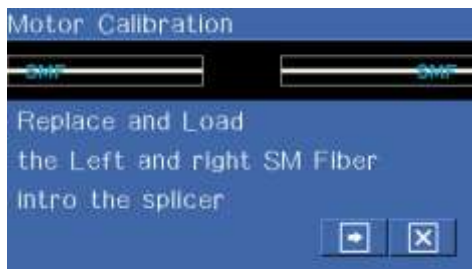 Motor Calibration
SMF SMF
Replace and Load
the Left and right SM Fiber
intro the splicer